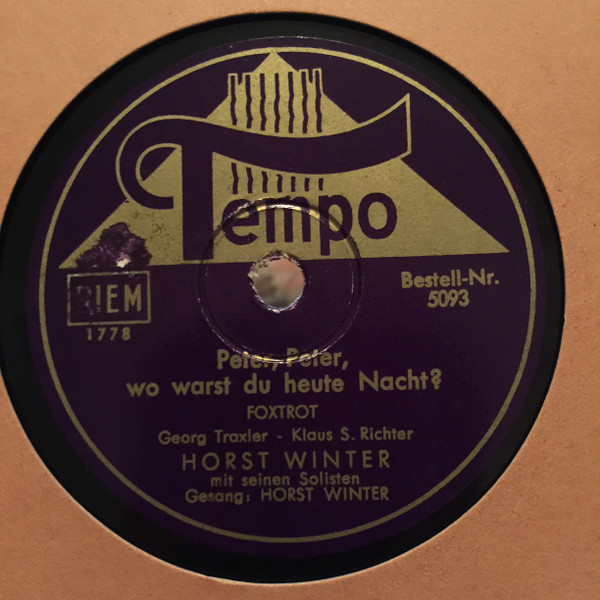 Tempo
BIEM
1778
Bestell-Nr.
5093
Peter, Peter,
wo warst du heute Nacht?
FOXTROT
Georg Traxler - Klaus S. Richter
HORST WINTER
mit seinen Solisten
Gesang: HORST WINTER